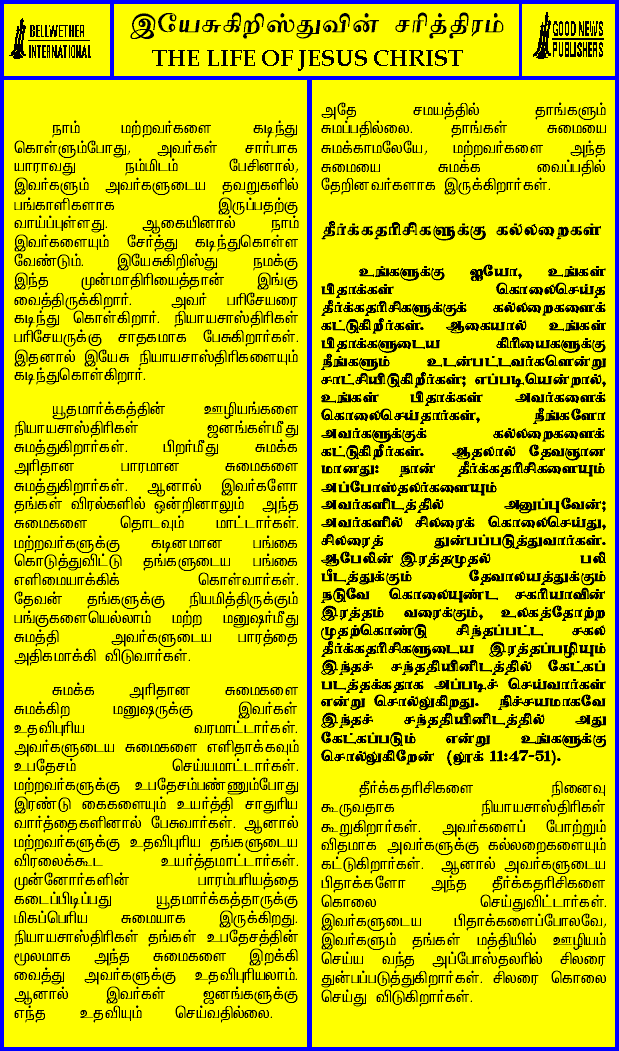 BELLWETHER
INTERNATIONAL
இயேசுகிறிஸ்துவின் சரித்திரம்
THE LIFE OF JESUS CHRIST
GOOD NEWS
PUBLISHERS
நாம் மற்றவர்களை கடிந்து
கொள்ளும்போது, அவர்கள் சார்பாக
யாராவது நம்மிடம் பேசினால்,
இவர்களும் அவர்களுடைய தவறுகளில்
பங்காளிகளாக இருப்பதற்கு
வாய்ப்புள்ளது. ஆகையினால் நாம்
இவர்களையும் சேர்த்து கடிந்துகொள்ள
வேண்டும். இயேசுகிறிஸ்து நமக்கு
இந்த முன்மாதிரியைத்தான் இங்கு
வைத்திருக்கிறார். அவர் பரிசேயரை
கடிந்து கொள்கிறார். நியாயசாஸ்திரிகள்
பரிசேயருக்கு சாதகமாக பேசுகிறார்கள்.
இதனால் இயேசு நியாயசாஸ்திரிகளையும்
கடிந்துகொள்கிறார்.
யூதமார்க்கத்தின் ஊழியங்களை
நியாயசாஸ்திரிகள் ஜனங்கள்மீது
சுமத்துகிறார்கள். பிறர்மீது சுமக்க
அரிதான பாரமான சுமைகளை
சுமத்துகிறார்கள். ஆனால் இவர்களோ
தங்கள் விரல்களில் ஒன்றினாலும் அந்த
சுமைகளை தொடவும் மாட்டார்கள்.
மற்றவர்களுக்கு கடினமான பங்கை
கொடுத்துவிட்டு தங்களுடைய பங்கை
எளிமையாக்கிக் கொள்வார்கள்.
தேவன் தங்களுக்கு நியமித்திருக்கும்
பங்குகளையெல்லாம் மற்ற மனுஷர்மீது
சுமத்தி அவர்களுடைய பாரத்தை
அதிகமாக்கி விடுவார்கள்.
சுமக்க அரிதான சுமைகளை
சுமக்கிற மனுஷருக்கு இவர்கள்
உதவிபுரிய வரமாட்டார்கள்.
அவர்களுடைய சுமைகளை எளிதாக்கவும்
உபதேசம் செய்யமாட்டார்கள்.
மற்றவர்களுக்கு உபதேசம்பண்ணும்போது
இரண்டு கைகளையும் உயர்த்தி சாதுரிய
வார்த்தைகளினால் பேசுவார்கள். ஆனால்
மற்றவர்களுக்கு உதவிபுரிய தங்களுடைய
விரலைக்கூட உயர்த்தமாட்டார்கள்.
முன்னோர்களின் பாரம்பரியத்தை
கடைப்பிடிப்பது யூதமார்க்கத்தாருக்கு
மிகப்பெரிய சுமையாக இருக்கிறது.
நியாயசாஸ்திரிகள் தங்கள் உபதேசத்தின்
மூலமாக அந்த சுமைகளை இறக்கி
வைத்து அவர்களுக்கு உதவிபுரியலாம்.
ஆனால் இவர்கள் ஜனங்களுக்கு
எந்த உதவியும் செய்வதில்லை.
அதே சமயத்தில் தாங்களும்
சுமப்பதில்லை. தாங்கள் சுமையை
சுமக்காமலேயே, மற்றவர்களை அந்த
சுமையை சுமக்க வைப்பதில்
தேறினவர்களாக இருக்கிறார்கள்.
தீர்க்கதரிசிகளுக்கு கல்லறைகள்
உங்களுக்கு ஐயோ, உங்கள்
பிதாக்கள் கொலைசெய்த
தீர்க்கதரிசிகளுக்குக் கல்லறைகளைக்
கட்டுகிறீர்கள். ஆகையால் உங்கள்
பிதாக்களுடைய கிரியைகளுக்கு
நீங்களும் உடன்பட்டவர்களென்று
சாட்சியிடுகிறீர்கள்; எப்படியென்றால்,
உங்கள் பிதாக்கள் அவர்களைக்
கொலைசெய்தார்கள், நீங்களோ
அவர்களுக்குக் கல்லறைகளைக்
கட்டுகிறீர்கள். ஆதலால் தேவஞான
மானது: நான் தீர்க்கதரிசிகளையும்
அப்போஸ்தலர்களையும்
அவர்களிடத்தில் அனுப்புவேன்;
அவர்களில் சிலரைக் கொலைசெய்து,
சிலரைத் துன்பப்படுத்துவார்கள்.
ஆபேலின் இரத்தமுதல் பலி
பீடத்துக்கும் தேவாலயத்துக்கும்
நடுவே கொலையுண்ட சகரியாவின்
இரத்தம் வரைக்கும், உலகத்தோற்ற
முதற்கொண்டு சிந்தப்பட்ட சகல
தீர்க்கதரிசிகளுடைய இரத்தப்பழியும்
இந்தச் சந்ததியினிடத்தில் கேட்கப்
படத்தக்கதாக அப்படிச் செய்வார்கள்
என்று சொல்லுகிறது. நிச்சயமாகவே
இந்தச் சந்ததியினிடத்தில் அது
கேட்கப்படும் என்று உங்களுக்கு
சொல்லுகிறேன் (லூக் 11:47-51).
தீர்க்கதரிசிகளை நினைவு
கூருவதாக நியாயசாஸ்திரிகள்
கூறுகிறார்கள். அவர்களைப் போற்றும்
விதமாக அவர்களுக்கு கல்லறைகளையும்
கட்டுகிறார்கள். ஆனால் அவர்களுடைய
பிதாக்களோ அந்த தீர்க்கதரிசிகளை
கொலை செய்துவிட்டார்கள்.
இவர்களுடைய பிதாக்களைப்போலவே,
இவர்களும் தங்கள் மத்தியில் ஊழியம்
செய்ய வந்த அப்போஸ்தலரில் சிலரை
துன்பப்படுத்துகிறார்கள். சிலரை கொலை
செய்து விடுகிறார்கள்.